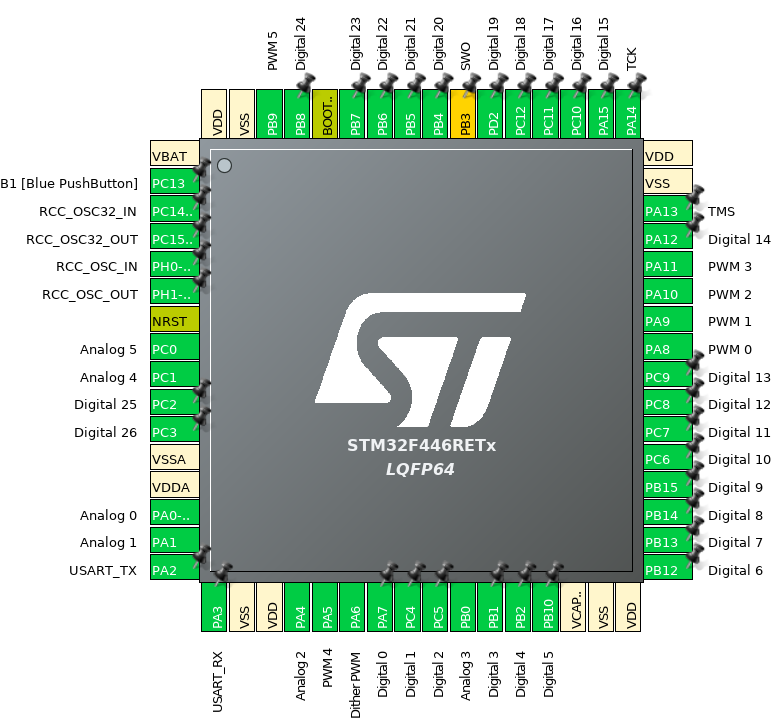 PWM 5
Digital 24
Digital 23
Digital 22
Digital 21
Digital 20
SWO
Digital 19
Digital 18
Digital 17
Digital 16
Digital 15
TCK
VDD
VSS
PB9
PB8
BOOT..
PB7
PB6
PB5
PB4
PB3
PD2
PC12
PC11
PC10
PA15
PA14
VBAT
B1 [Blue PushButton] PC13
RCC_OSC32_IN PC14..
RCC_OSC32_OUT PC15..
RCC_OSC_IN PH0-..
RCC_OSC_OUT PH1-..
NRST
Analog 5 PC0
Analog 4 PC1
Digital 25 PC2
Digital 26 PC3
VSSA
VDDA
Analog 0 PA0-..
Analog 1 PA1
USART_TX PA2
STM32F446RETx
LQFP64
VDD
VSS
PA13 TMS
PA12 Digital 14
PA11 PWM 3
PA10 PWM 2
PA9 PWM 1
PA8 PWM 0
PC9 Digital 13
PC8 Digital 12
PC7 Digital 11
PC6 Digital 10
PB15 Digital 9
PB14 Digital 8
PB13 Digital 7
PB12 Digital 6
PA3
VSS
VDD
PA4
PA5
PA6
PA7
PC4
PC5
PB0
PB1
PB2
PB10
VCAP..
VSS
VDD
USART_RX
Analog 2
PWM 4
Dither PWM
Digital 0
Digital 1
Digital 2
Analog 3
Digital 3
Digital 4
Digital 5